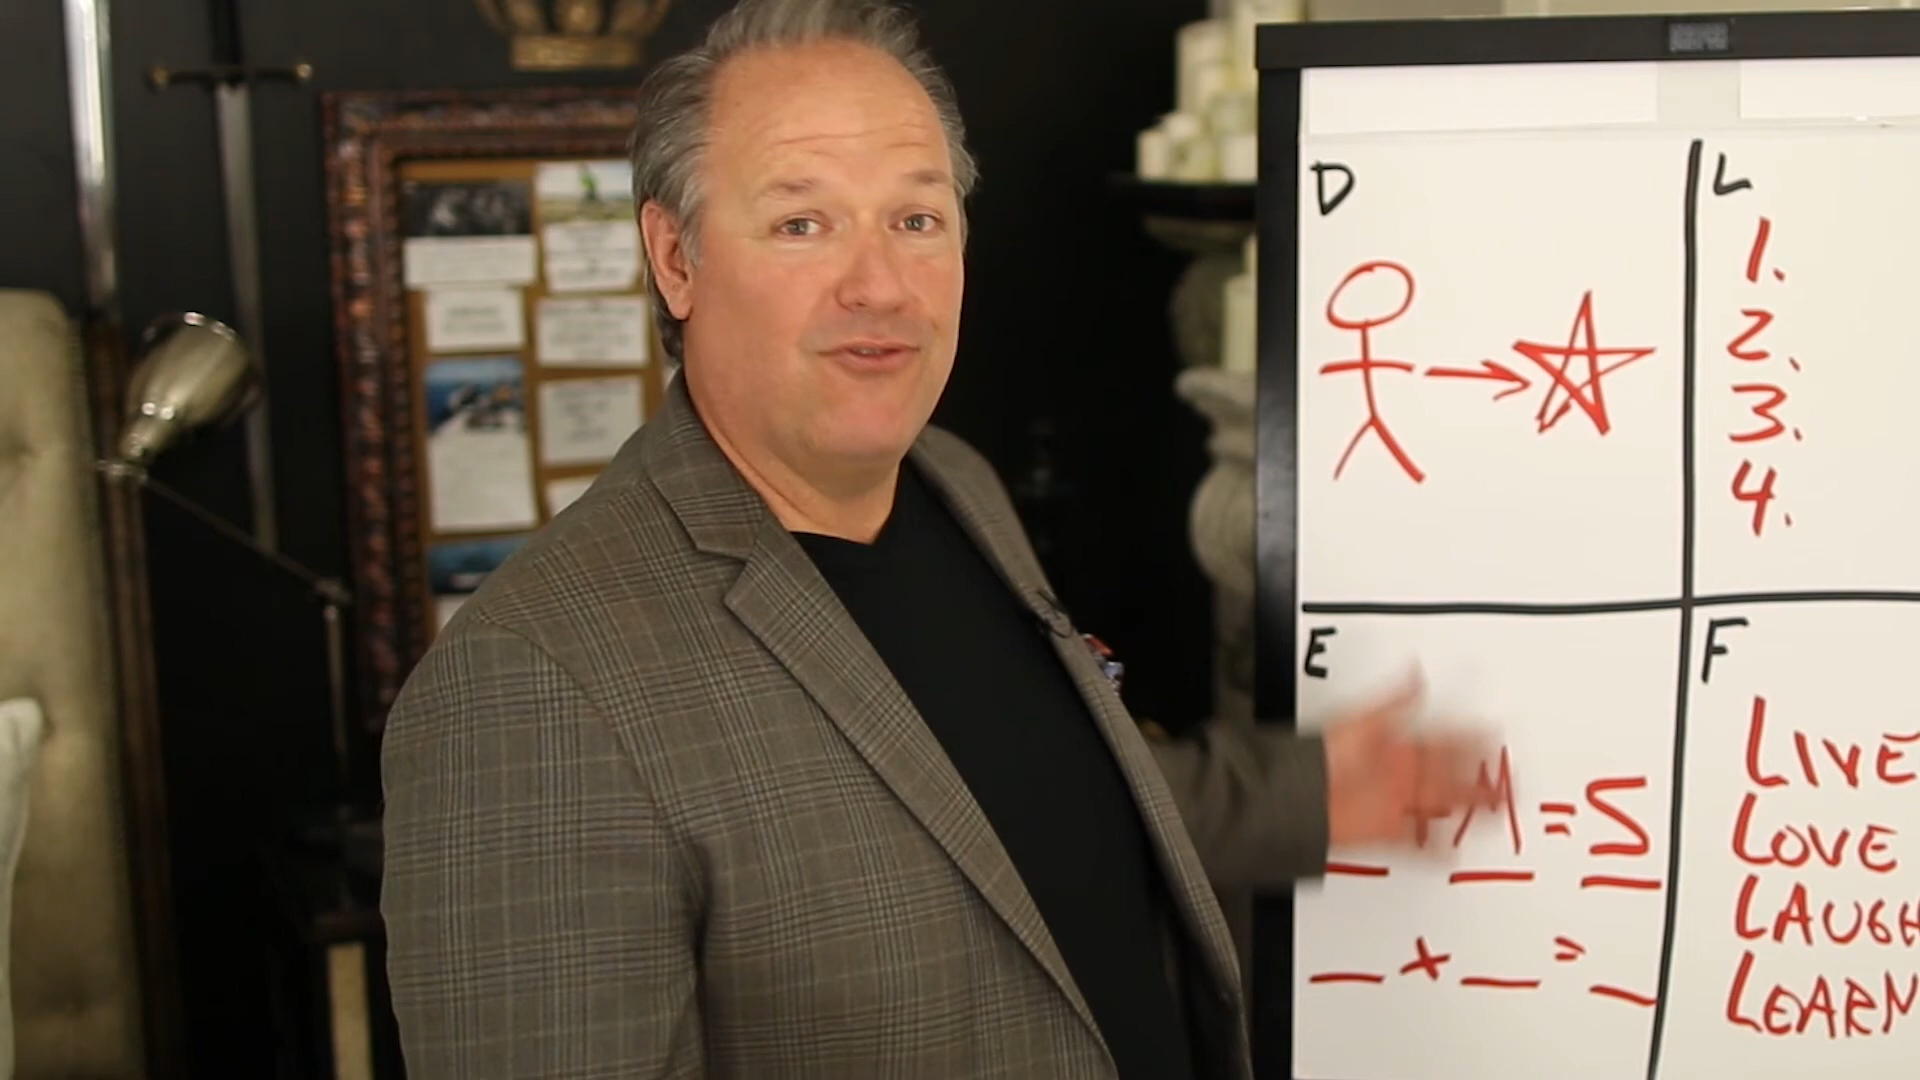 D
L
1.
2.
3.
4.
E
+M=S
_+_=_
F
LIVE
LOVE
LAUGH
LEARN